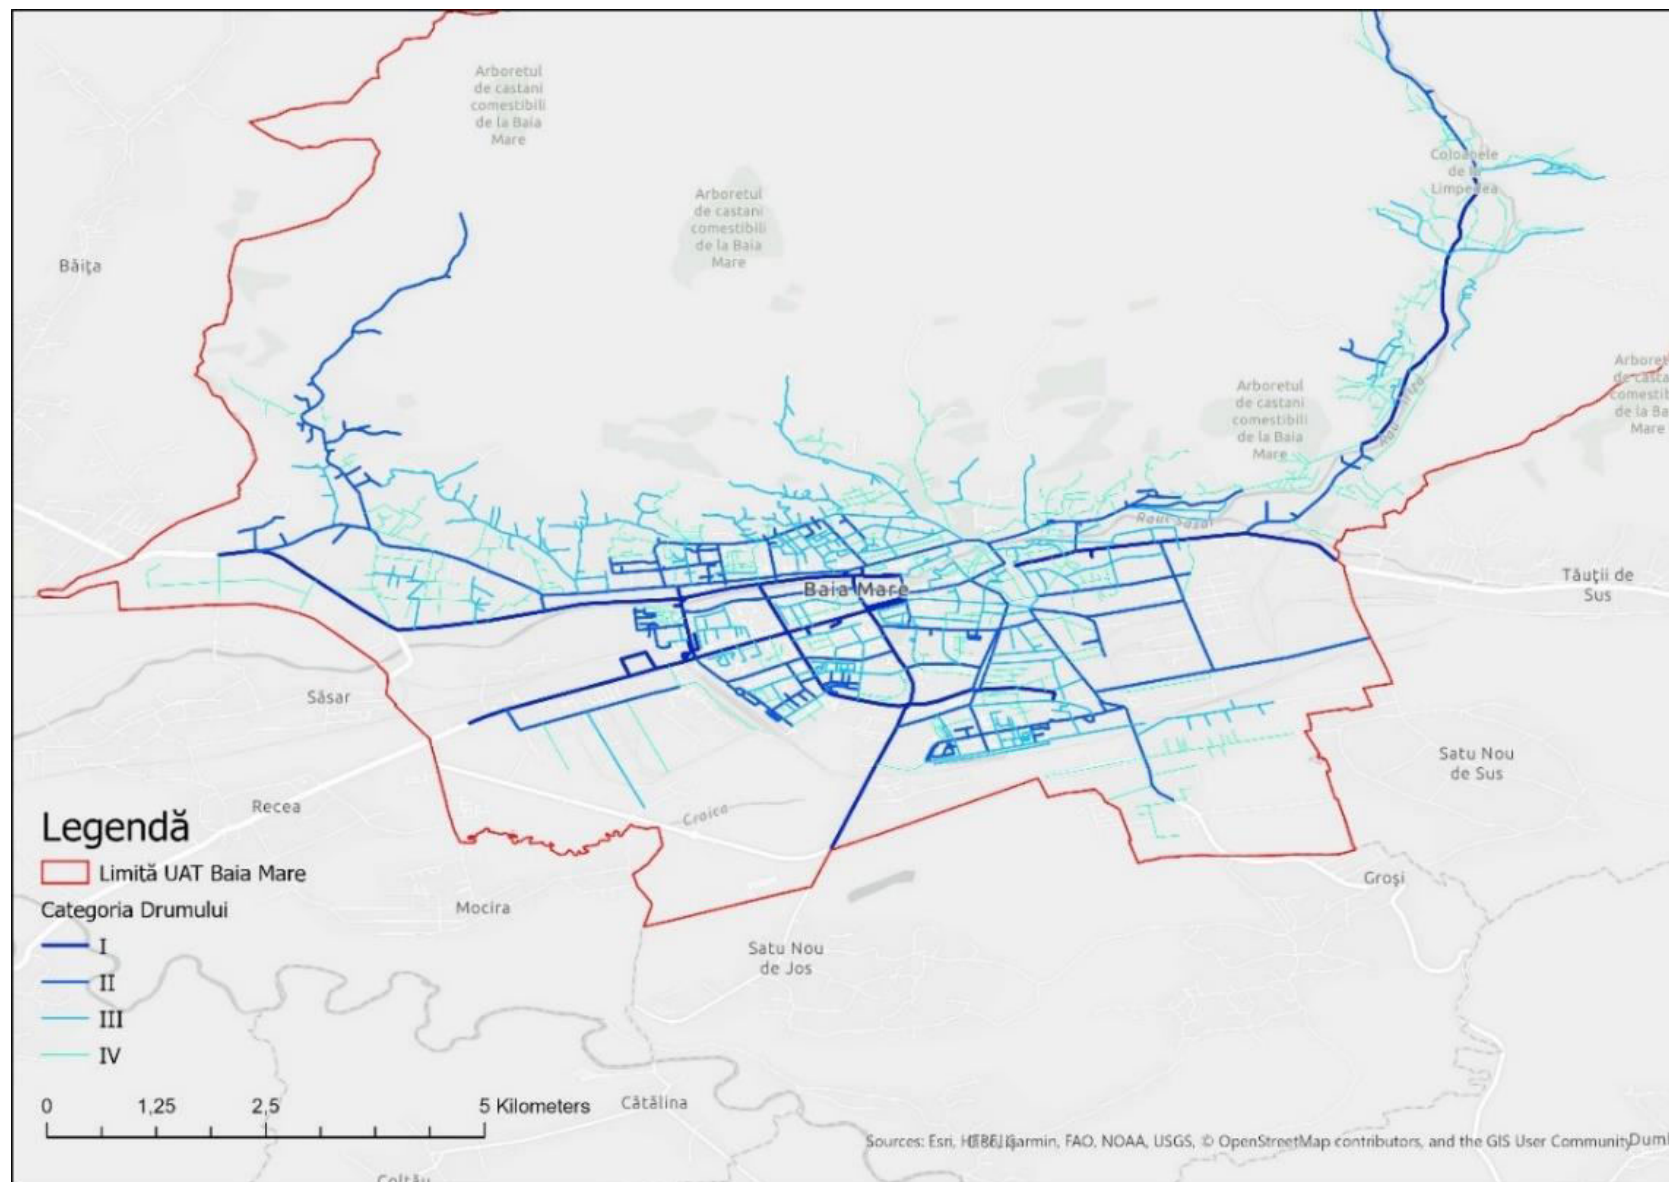 Arboretul
de castani
comestibili
de la Baia
Mare
Coloanele
de la
Limpedea
Arboretul
de castani
comestibili
de la Baia
Mare
Băița
Arboretul
de castani
comestibili
de la Baia
Mare
Râul Săsar
Baia Mare
Tăuții de
Sus
Săsar
Satu Nou
de Sus
Recea
Craica
Groși
Mocira
Satu Nou
de Jos
Legendă
Limită UAT Baia Mare
Categoria Drumului
I
II
III
IV
0 1,25 2,5 5 Kilometers
Cătălina
Sources: Esri, Garmin, FAO, NOAA, USGS, © OpenStreetMap contributors, and the GIS User Community